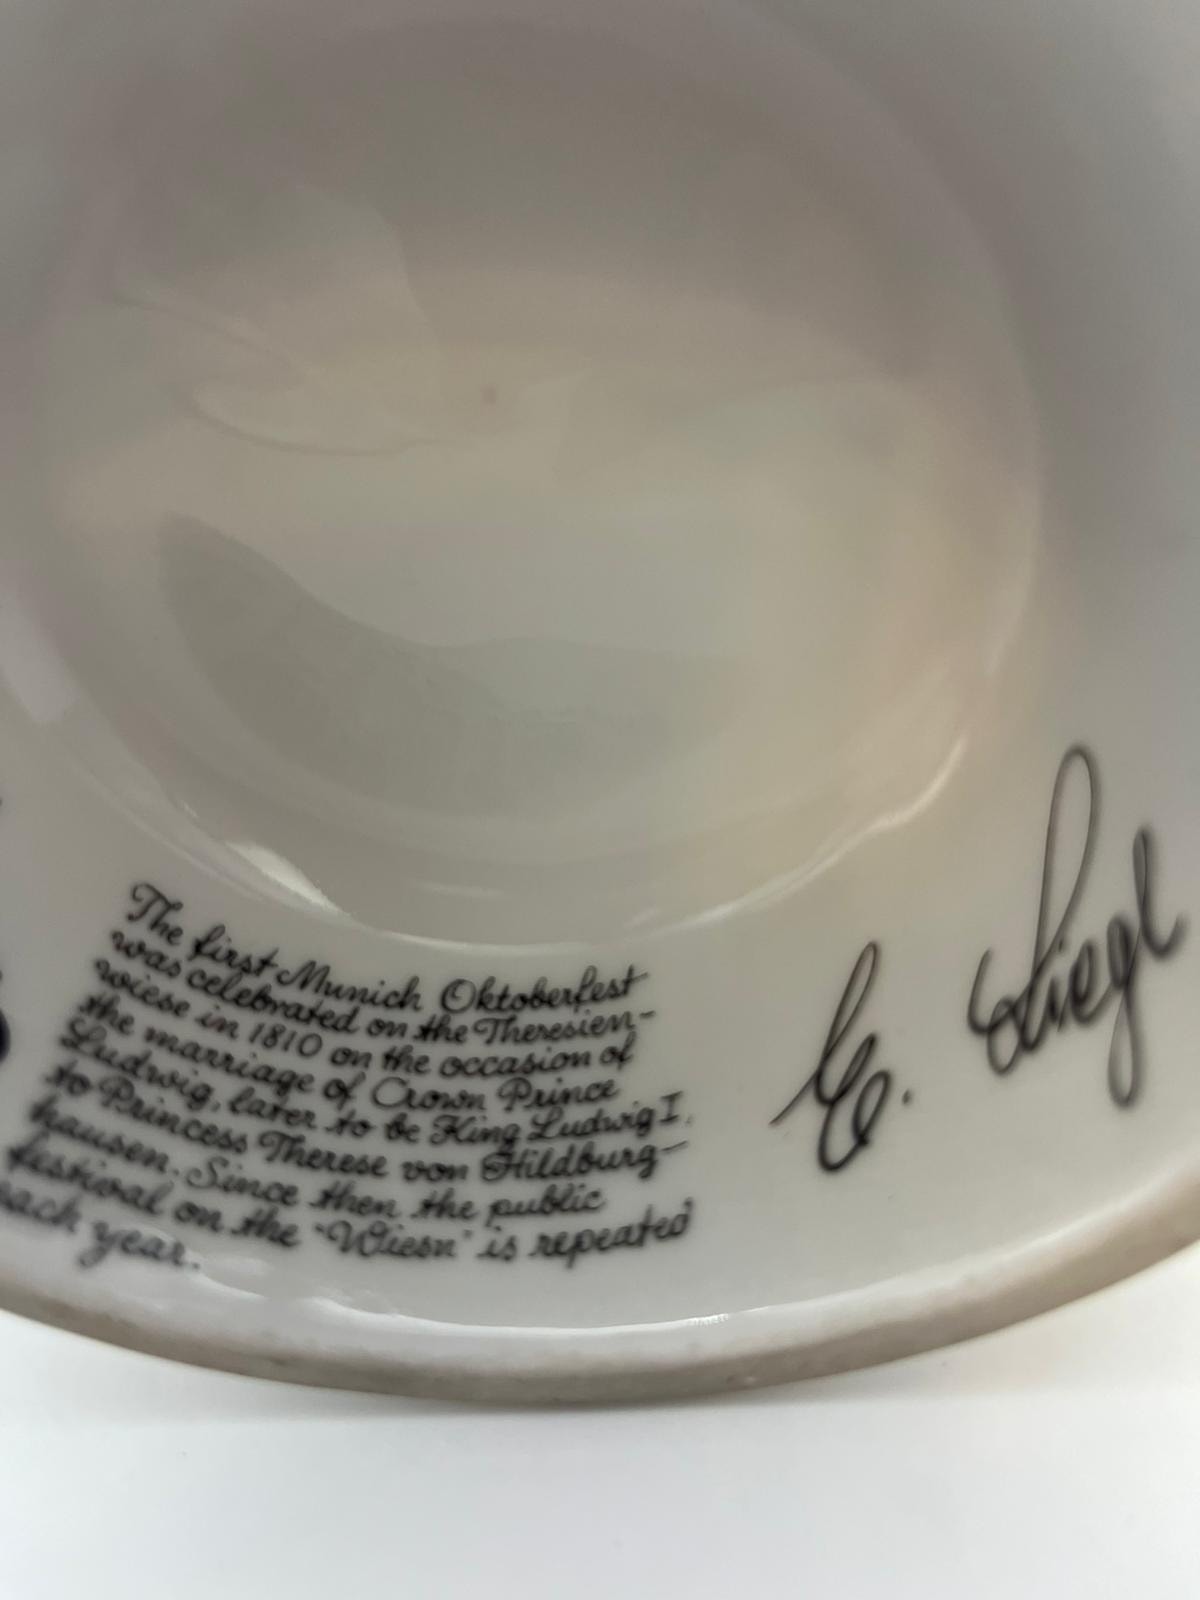 The first Munich Oktoberfest
was celebrated on the Theresien-
wiese in 1810 on the occasion of
the marriage of Crown Prince
Ludwig, later to be King Ludwig I.
to Princess Therese von Hildburg-
hausen. Since then the public
festival on the "Wiesn" is repeated
each year.
E. Stiegl